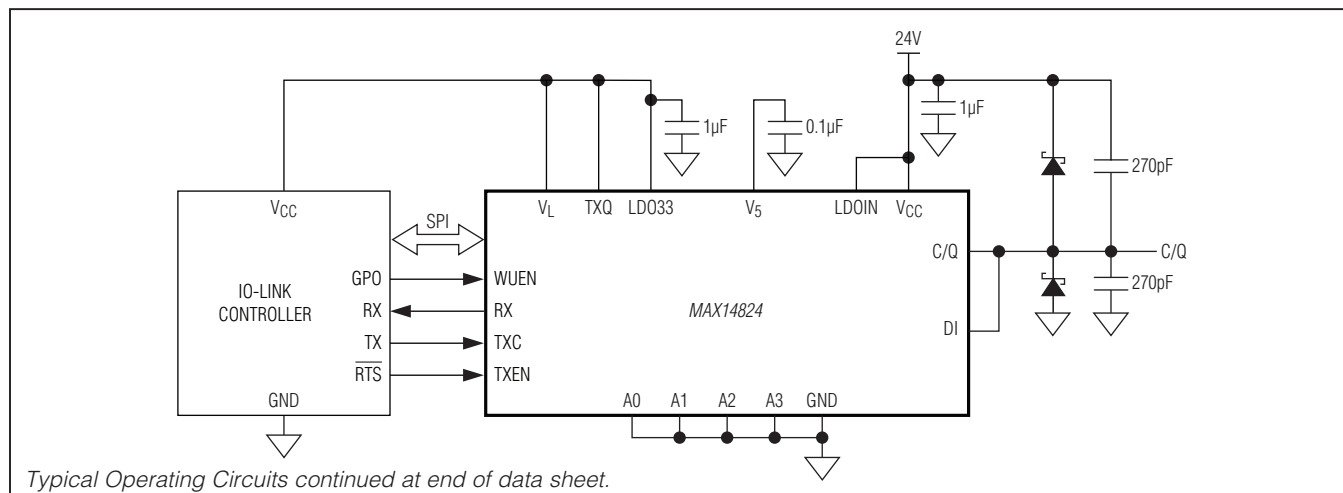 24V
1µF
0.1µF
1µF
270pF
VCC
VL
TXQ
LDO33
V5
LDOIN
VCC
SPI
C/Q
C/Q
GPO
WUEN
270pF
IO-LINK
CONTROLLER
RX
RX
MAX14824
TX
TXC
DI
RTS
TXEN
GND
A0
A1
A2
A3
GND
Typical Operating Circuits continued at end of data sheet.